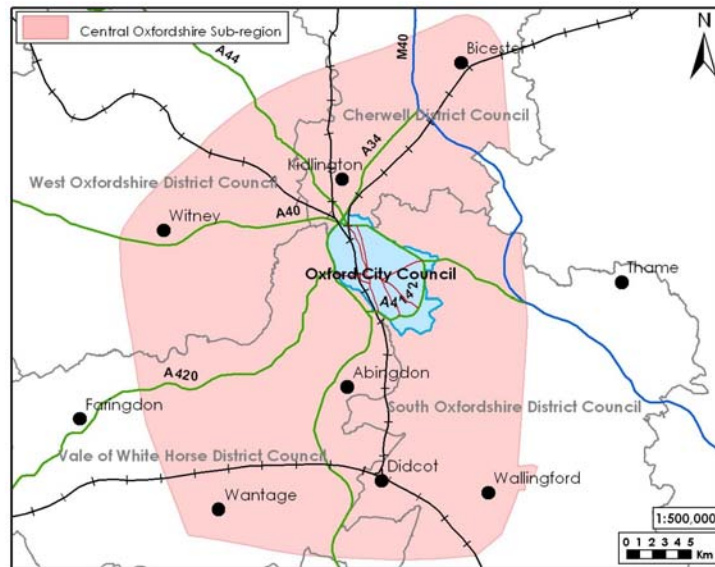 Central Oxfordshire Sub-region
N
A44
M40
Bicester
Cherwell District Council
A34
Kidlington
West Oxfordshire District Council
Witney
A40
Oxford City Council
Thame
A4142
A420
Abingdon
Faringdon
South Oxfordshire District Council
Vale of White Horse District Council
Didcot
Wallingford
Wantage
1:500,000
0 1 2 3 4 5
Km